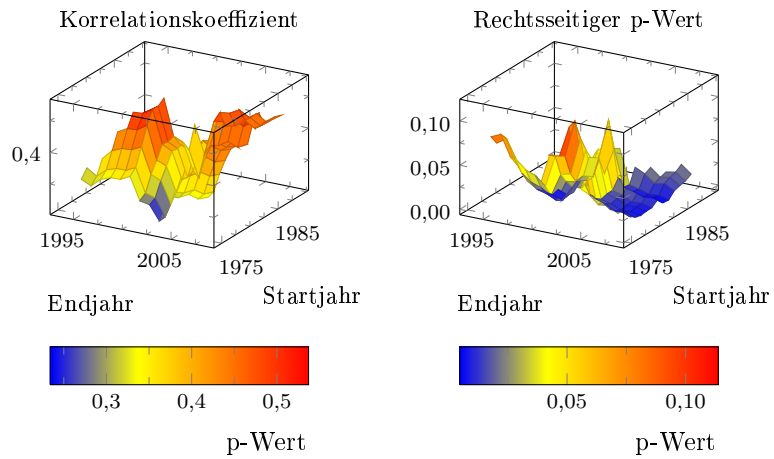 Korrelationskoeffizient
0,4
1995
2005
1975
1985
Endjahr
Startjahr
0,3 0,4 0,5
p-Wert
Rechtsseitiger p-Wert
0,10
0,05
0,00
1995
2005
1975
1985
Endjahr
Startjahr
0,05 0,10
p-Wert